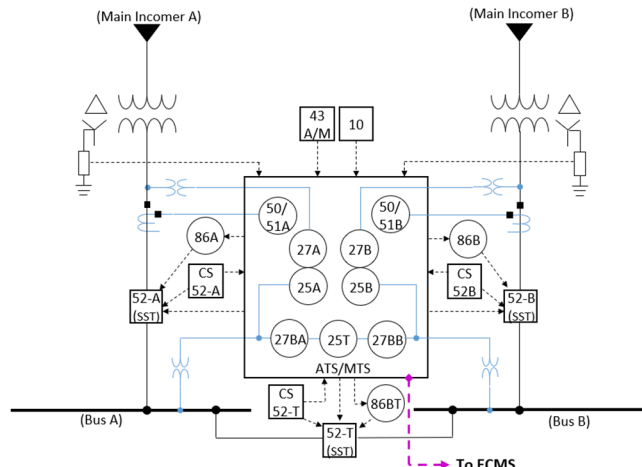 (Main Incomer A)
(Main Incomer B)
43
A/M
10
50/
51A
50/
51B
86A
86B
27A
27B
CS
52-A
CS
52B
25A
25B
52-A
(SST)
52-B
(SST)
27BA
25T
27BB
ATS/MTS
CS
52-T
86BT
(Bus A)
(Bus B)
52-T
(SST)
To ECMS